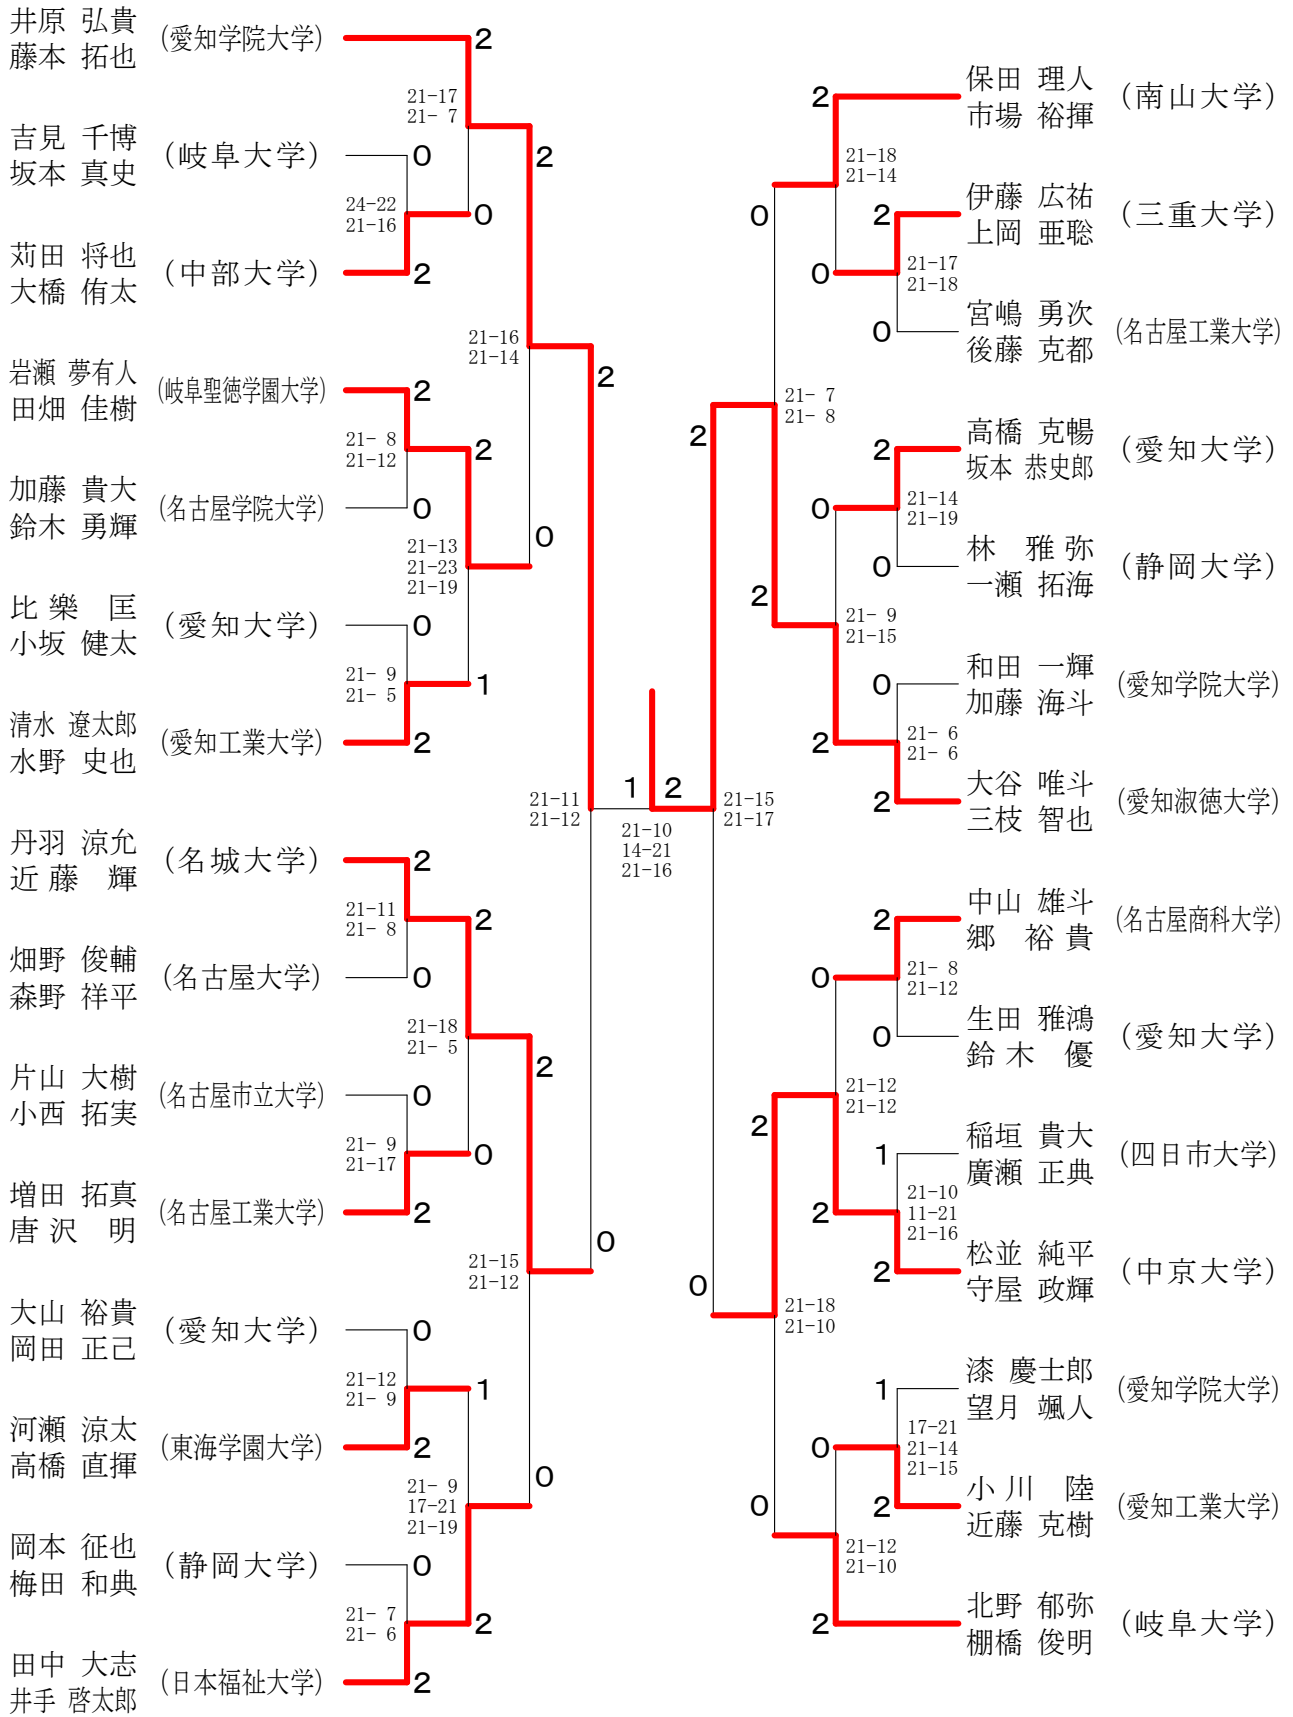 井原 弘貴
藤本 拓也
(愛知学院大学)
2
21-17
21- 7
吉見 千博
坂本 真史
(岐阜大学)
0
2
24-22
21-16
0
苅田 将也
大橋 侑太
(中部大学)
2
21-16
21-14
2
岩瀬 夢有人
田畑 佳樹
(岐阜聖徳学園大学)
2
21- 8
21-12
2
加藤 貴大
鈴木 勇輝
(名古屋学院大学)
0
0
21-13
21-23
21-19
比樂 匡
小坂 健太
(愛知大学)
0
21- 9
21- 5
1
清水 遼太郎
水野 史也
(愛知工業大学)
2
21-11
21-12
丹羽 涼允
近藤 輝
(名城大学)
2
21-11
21- 8
2
畑野 俊輔
森野 祥平
(名古屋大学)
0
21-18
21- 5
2
片山 大樹
小西 拓実
(名古屋市立大学)
0
21- 9
21-17
0
増田 拓真
唐沢 明
(名古屋工業大学)
2
0
21-15
21-12
大山 裕貴
岡田 正己
(愛知大学)
0
21-12
21- 9
1
河瀬 涼太
高橋 直揮
(東海学園大学)
2
0
21- 9
17-21
21-19
岡本 征也
梅田 和典
(静岡大学)
0
21- 7
21- 6
2
田中 大志
井手 啓太郎
(日本福祉大学)
2
1
2
21-10
14-21
21-16
2
保田 理人
市場 裕揮
(南山大学)
21-18
21-14
0
2
伊藤 広祐
上岡 亜聡
(三重大学)
0
21-17
21-18
0
宮嶋 勇次
後藤 克都
(名古屋工業大学)
21- 7
21- 8
2
2
高橋 克暢
坂本 恭史郎
(愛知大学)
0
21-14
21-19
0
林 雅弥
一瀬 拓海
(静岡大学)
2
21- 9
21-15
0
和田 一輝
加藤 海斗
(愛知学院大学)
2
21- 6
21- 6
2
大谷 唯斗
三枝 智也
(愛知淑徳大学)
21-15
21-17
2
中山 雄斗
郷 裕貴
(名古屋商科大学)
0
21- 8
21-12
0
生田 雅鴻
鈴木 優
(愛知大学)
21-12
21-12
2
1
稲垣 貴大
廣瀬 正典
(四日市大学)
2
21-10
11-21
21-16
2
松並 純平
守屋 政輝
(中京大学)
0
21-18
21-10
1
漆 慶士郎
望月 颯人
(愛知学院大学)
0
17-21
21-14
21-15
0
2
小川 陸
近藤 克樹
(愛知工業大学)
21-12
21-10
2
北野 郁弥
棚橋 俊明
(岐阜大学)